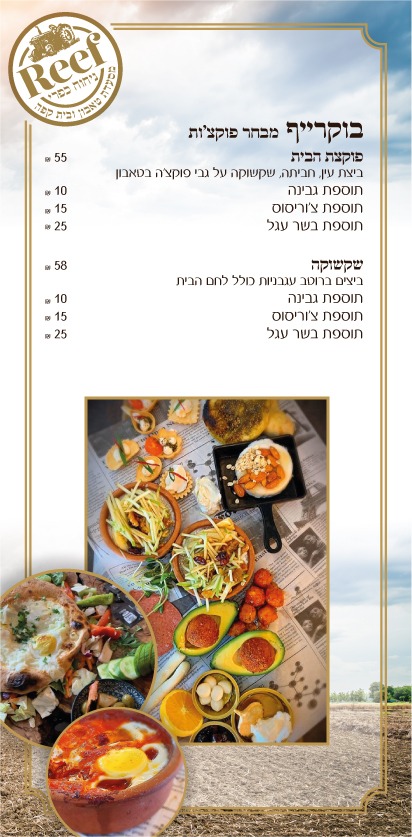 Reef
ניחוח כפרי
מסעדת טאבון ובית קפה
בוקרייף מבחר פוקצ'ות
פוקצת הבית 55 ₪
ביצת עין, חביתה, שקשוקה על גבי פוקצ'ה בטאבון
תוספת גבינה 10 ₪
תוספת צ'וריסוס 15 ₪
תוספת בשר עגל 25 ₪
שקשוקה 58 ₪
ביצים ברוטב עגבניות כולל לחם הבית
תוספת גבינה 10 ₪
תוספת צ'וריסוס 15 ₪
תוספת בשר עגל 25 ₪